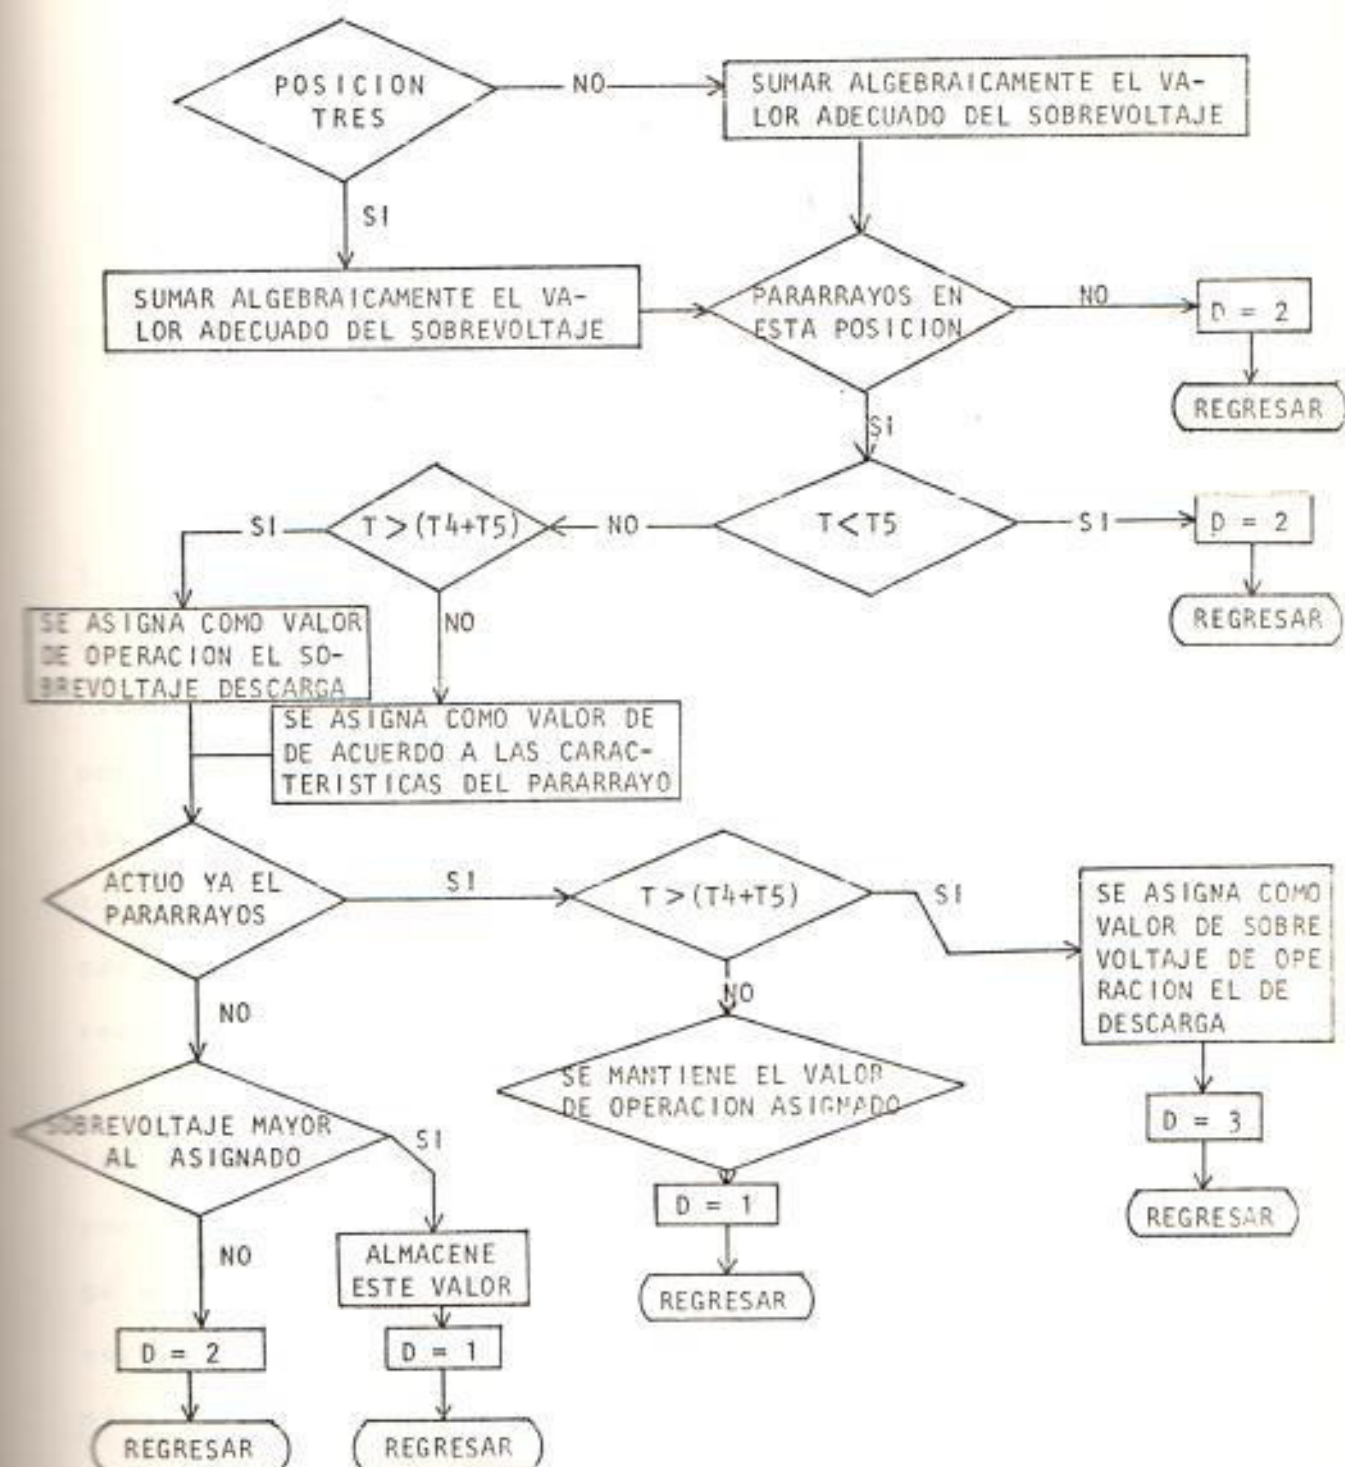 POSICION
TRES
NO
SUMAR ALGEBRAICAMENTE EL VA-
LOR ADECUADO DEL SOBREVOLTAJE
SI
SUMAR ALGEBRAICAMENTE EL VA-
LOR ADECUADO DEL SOBREVOLTAJE
PARARRAYOS EN
ESTA POSICION
NO
D = 2
REGRESAR
SI
T < T5
SI
D = 2
REGRESAR
NO
T > (T4+T5)
SI
NO
SE ASIGNA COMO VALOR
DE OPERACION EL SO-
BREVOLTAJE DESCARGA
SE ASIGNA COMO VALOR DE
DE ACUERDO A LAS CARAC-
TERISTICAS DEL PARARRAYO
ACTUO YA EL
PARARRAYOS
SI
T > (T4+T5)
SI
SE ASIGNA COMO
VALOR DE SOBRE
VOLTAJE DE OPE
RACION EL DE
DESCARGA
D = 3
REGRESAR
NO
SE MANTIENE EL VALOR
DE OPERACION ASIGNADO
D = 1
REGRESAR
NO
SOBREVOLTAJE MAYOR
AL ASIGNADO
SI
ALMACENE
ESTE VALOR
D = 1
REGRESAR
NO
D = 2
REGRESAR